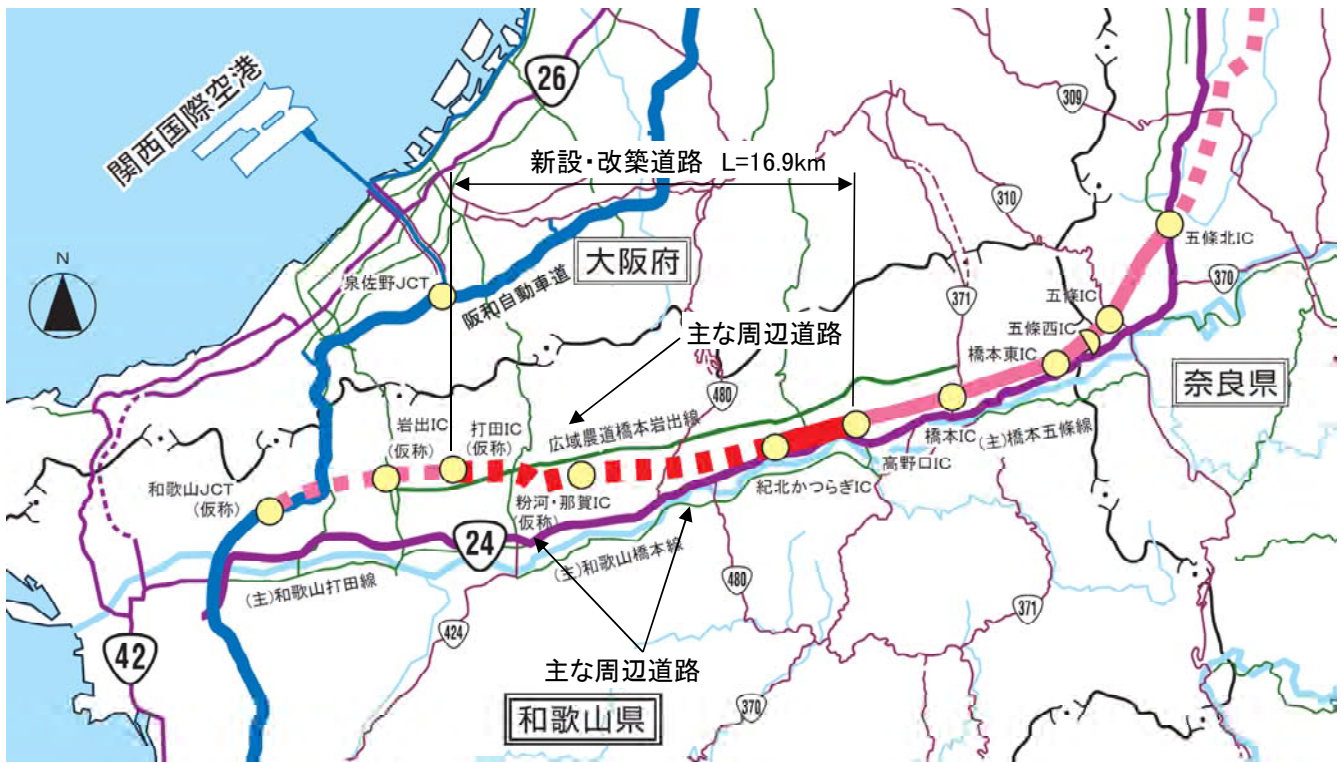 関西国際空港
26
309
新設・改築道路 L=16.9km
310
大阪府
五條北IC
N
泉佐野JCT
阪和自動車道
370
371
五條IC
五條西IC
主な周辺道路
橋本東IC
奈良県
480
岩出IC
(仮称)
打田IC
(仮称)
広域農道橋本岩出線
橋本IC
(主)橋本五條線
高野口IC
和歌山JCT
(仮称)
紀北かつらぎIC
粉河・那賀IC
(仮称)
24
(主)和歌山橋本線
(主)和歌山打田線
480
371
424
42
主な周辺道路
370
和歌山県